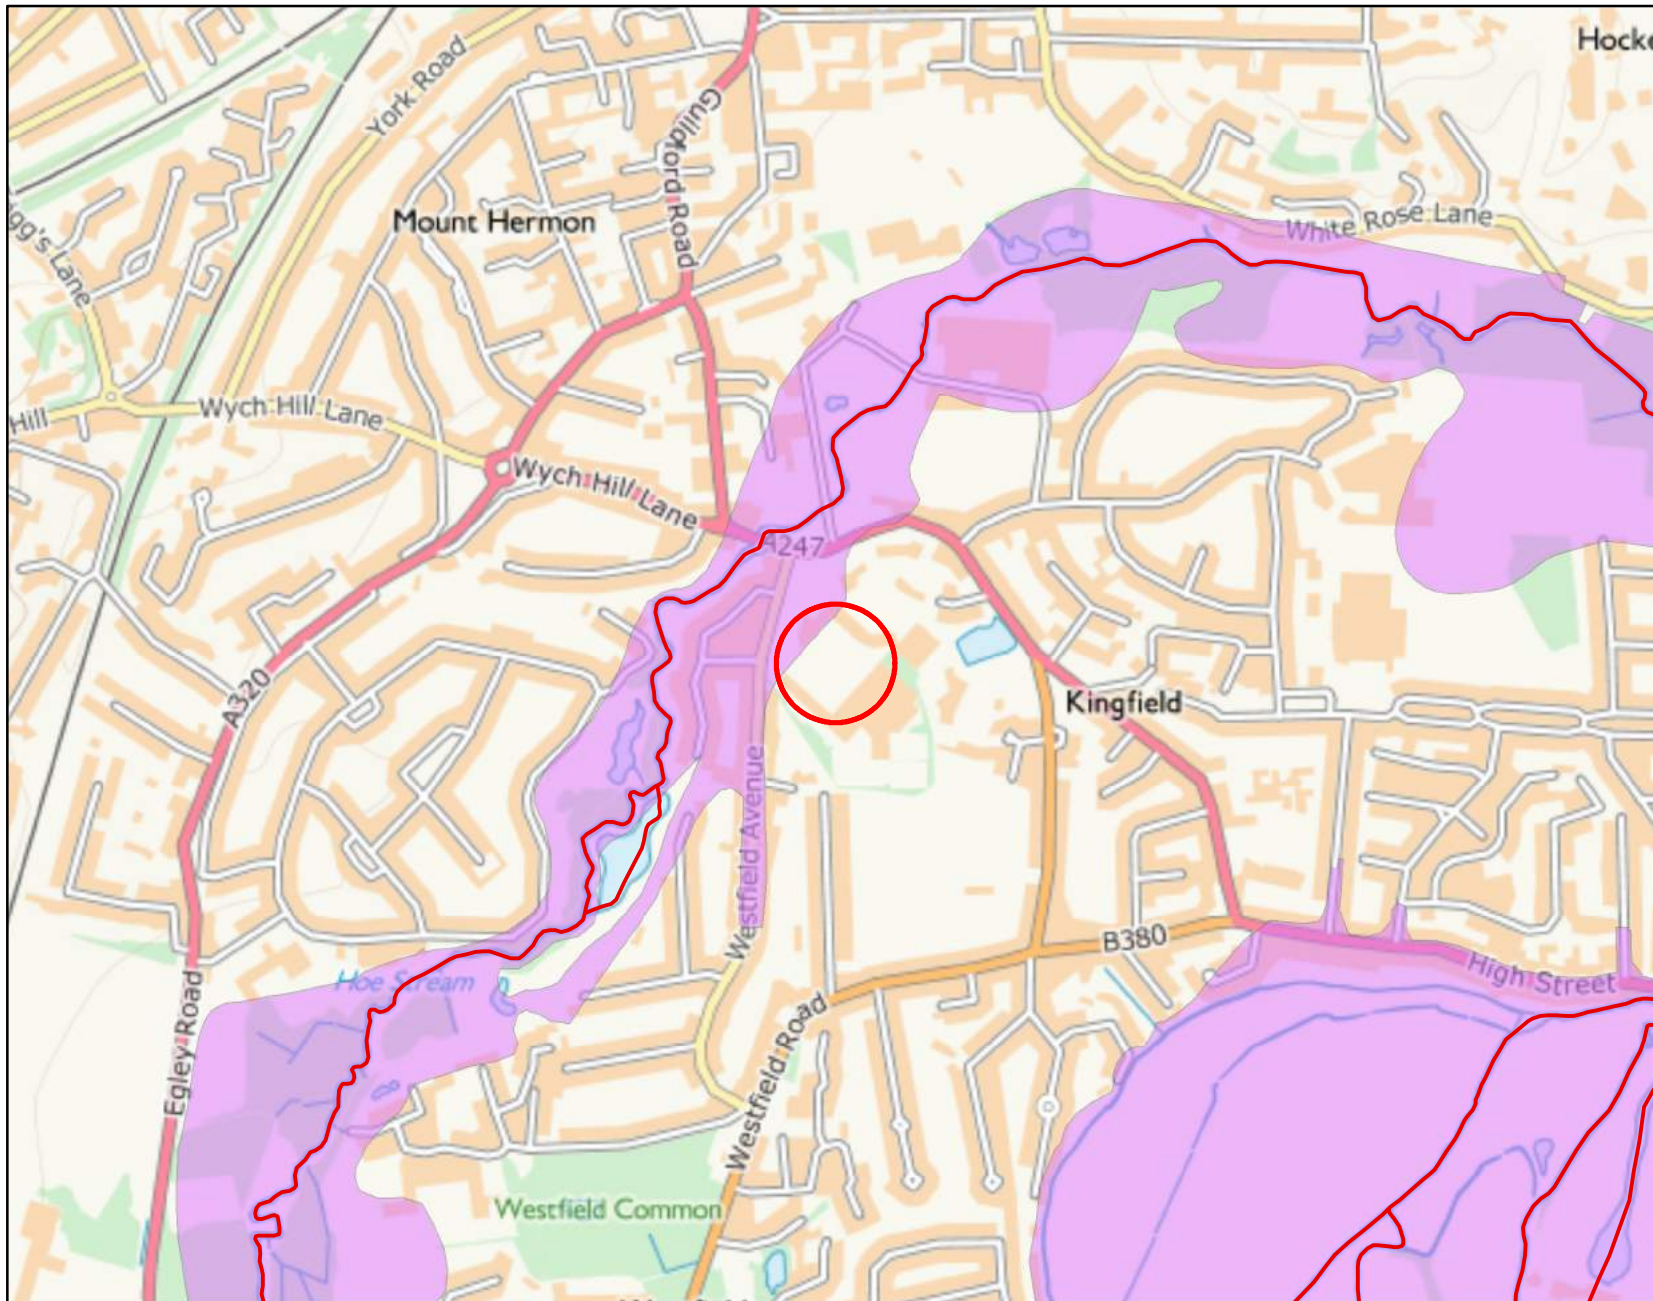 Hocke
York Road
Guildford Road
Mount Hermon
igg's Lane
White Rose Lane
Hill
Wych Hill Lane
Wych Hill Lane
A247
A320
Kingfield
Westfield Avenue
B380
High Street
Hoe Stream
Egley Road
Westfield Road
Westfield Common